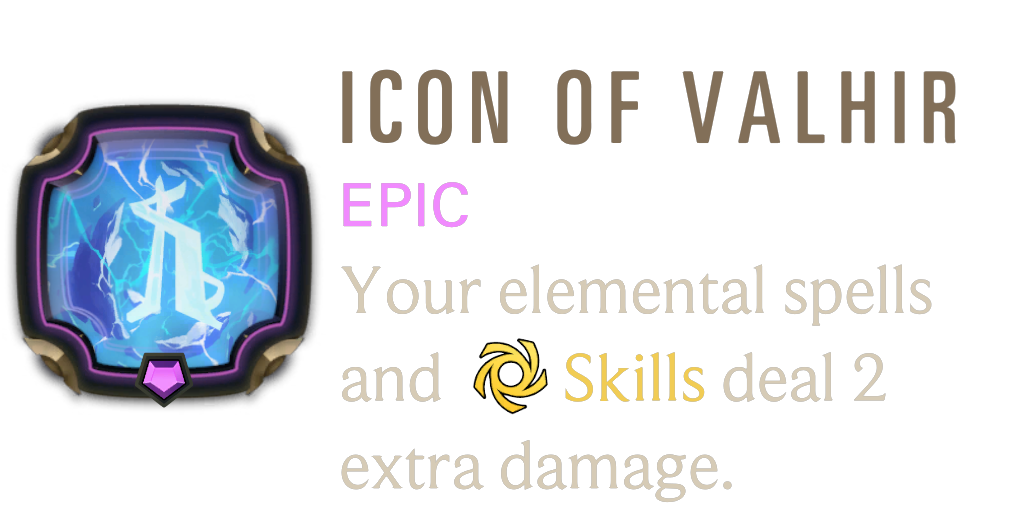 ICON OF VALHIR
EPIC
Your elemental spells
and Skills deal 2
extra damage.